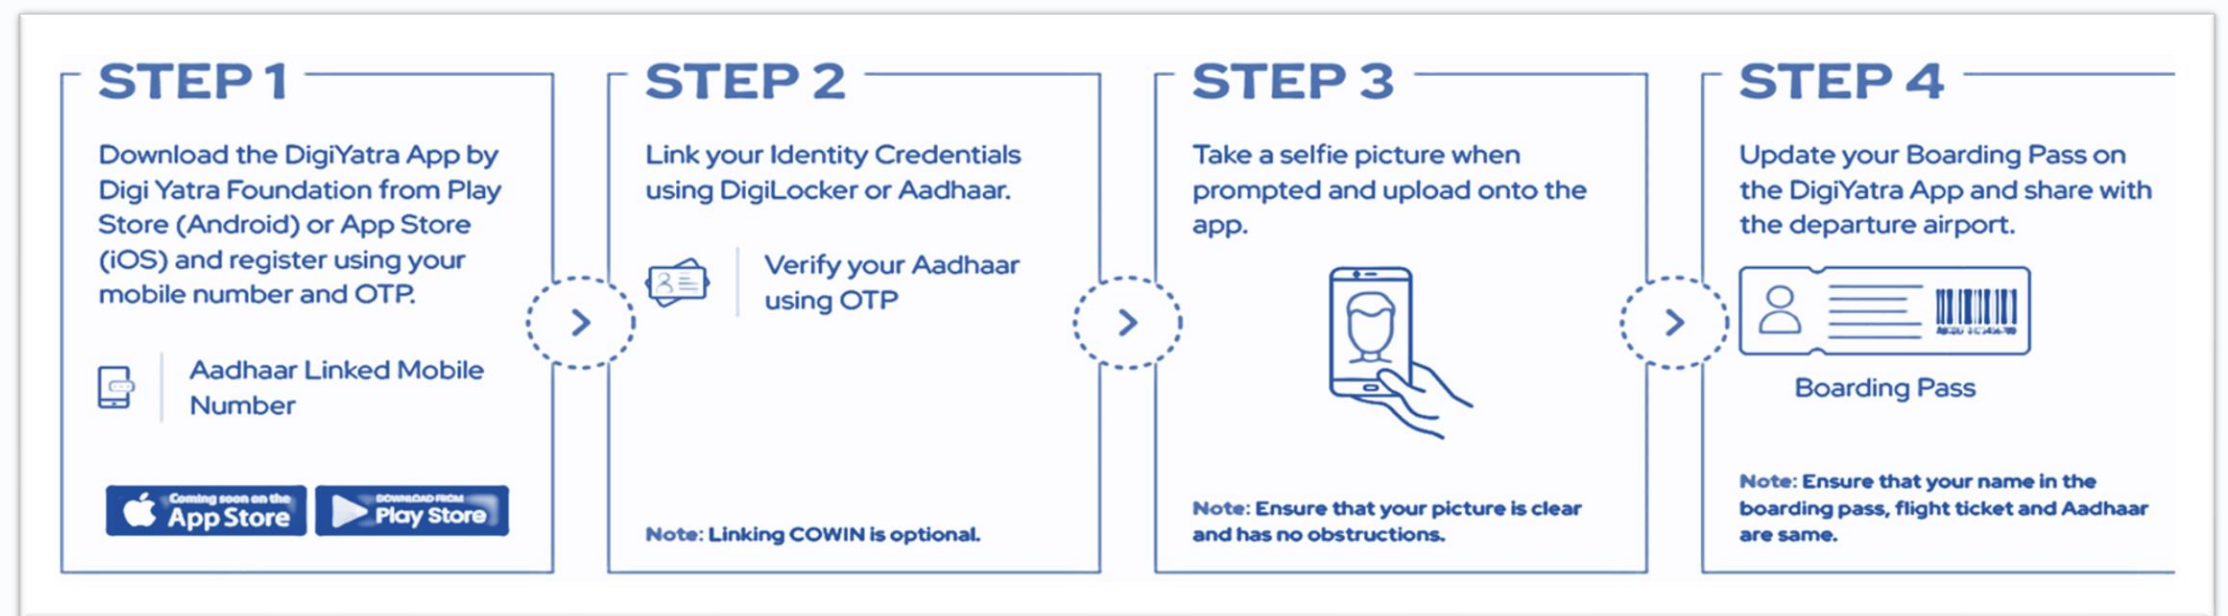 STEP 1
Download the DigiYatra App by
Digi Yatra Foundation from Play
Store (Android) or App Store
(iOS) and register using your
mobile number and OTP.
Aadhaar Linked Mobile
Number
Coming soon on the
App Store
DOWNLOAD FROM
Play Store
STEP 2
Link your Identity Credentials
using DigiLocker or Aadhaar.
Verify your Aadhaar
using OTP
Note: Linking COWIN is optional.
STEP 3
Take a selfie picture when
prompted and upload onto the
app.
Note: Ensure that your picture is clear
and has no obstructions.
STEP 4
Update your Boarding Pass on
the DigiYatra App and share with
the departure airport.
Boarding Pass
Note: Ensure that your name in the
boarding pass, flight ticket and Aadhaar
are same.